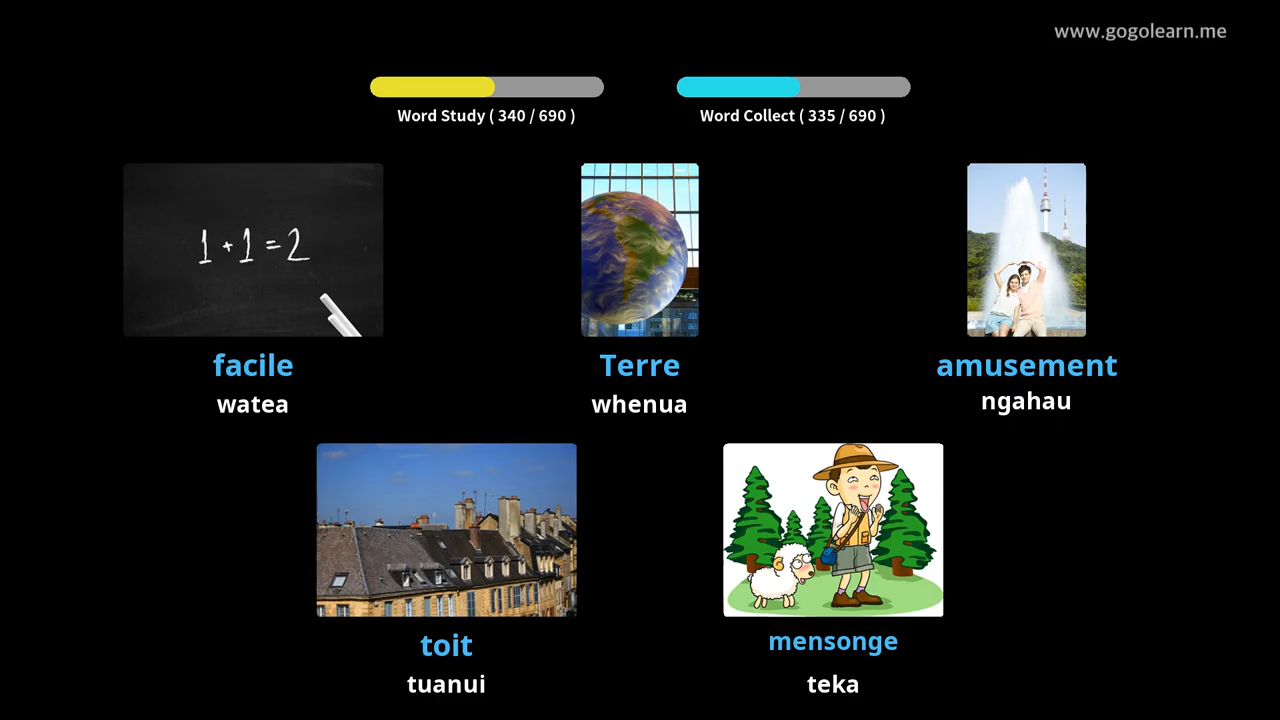 www.gogolearn.me
Word Study ( 340 / 690 )
Word Collect ( 335 / 690 )
1 + 1 = 2
facile
watea
Terre
whenua
amusement
ngahau
toit
tuanui
mensonge
teka